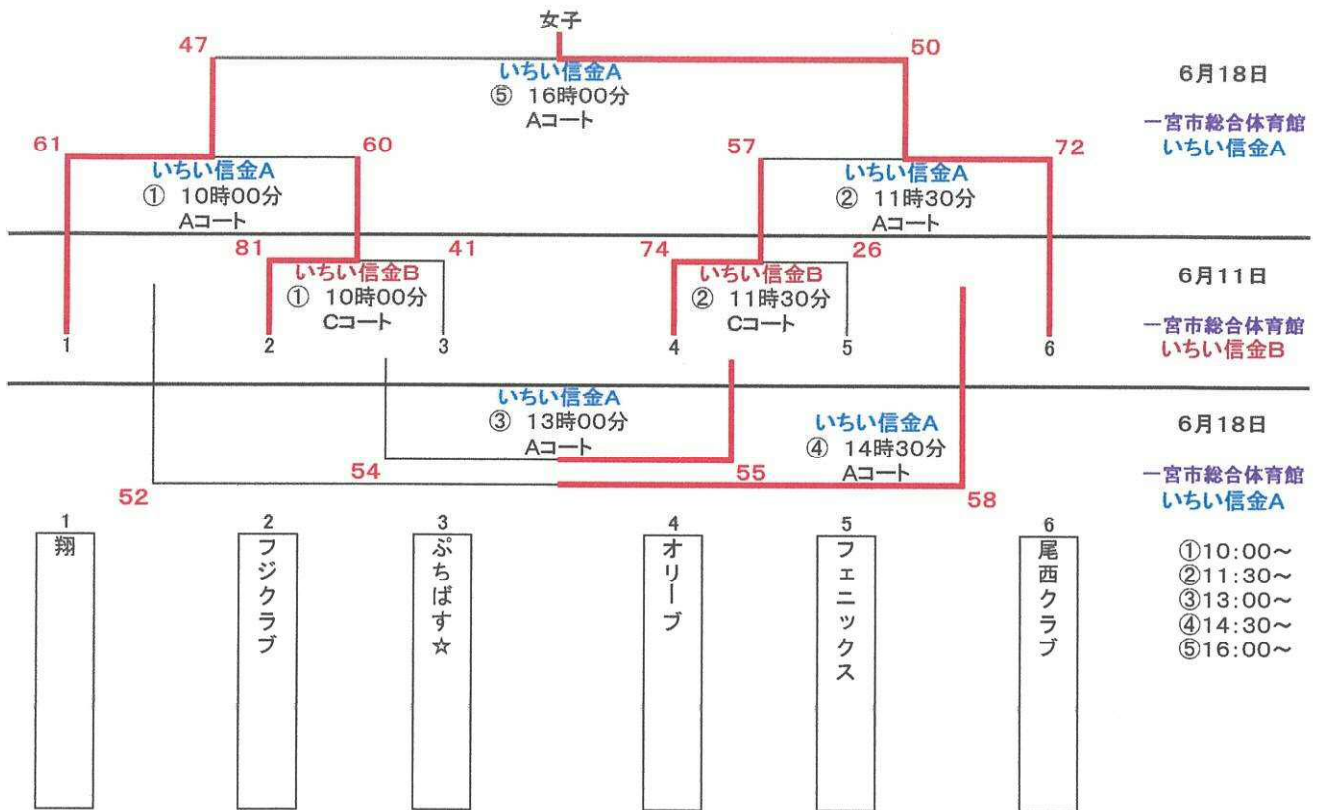 女子
47
50
いちい信金A
⑤ 16時00分
Aコート
6月18日
一宮市総合体育館
いちい信金A
61
60
57
72
いちい信金A
① 10時00分
Aコート
いちい信金A
② 11時30分
Aコート
81
41
74
26
いちい信金B
① 10時00分
Cコート
いちい信金B
② 11時30分
Cコート
6月11日
一宮市総合体育館
いちい信金B
1
2
3
4
5
6
いちい信金A
③ 13時00分
Aコート
いちい信金A
④ 14時30分
Aコート
6月18日
一宮市総合体育館
いちい信金A
54
55
52
58
1
翔
2
フジクラブ
3
ぷちばす☆
4
オリーブ
5
フェニックス
6
尾西クラブ
①10:00~
②11:30~
③13:00~
④14:30~
⑤16:00~